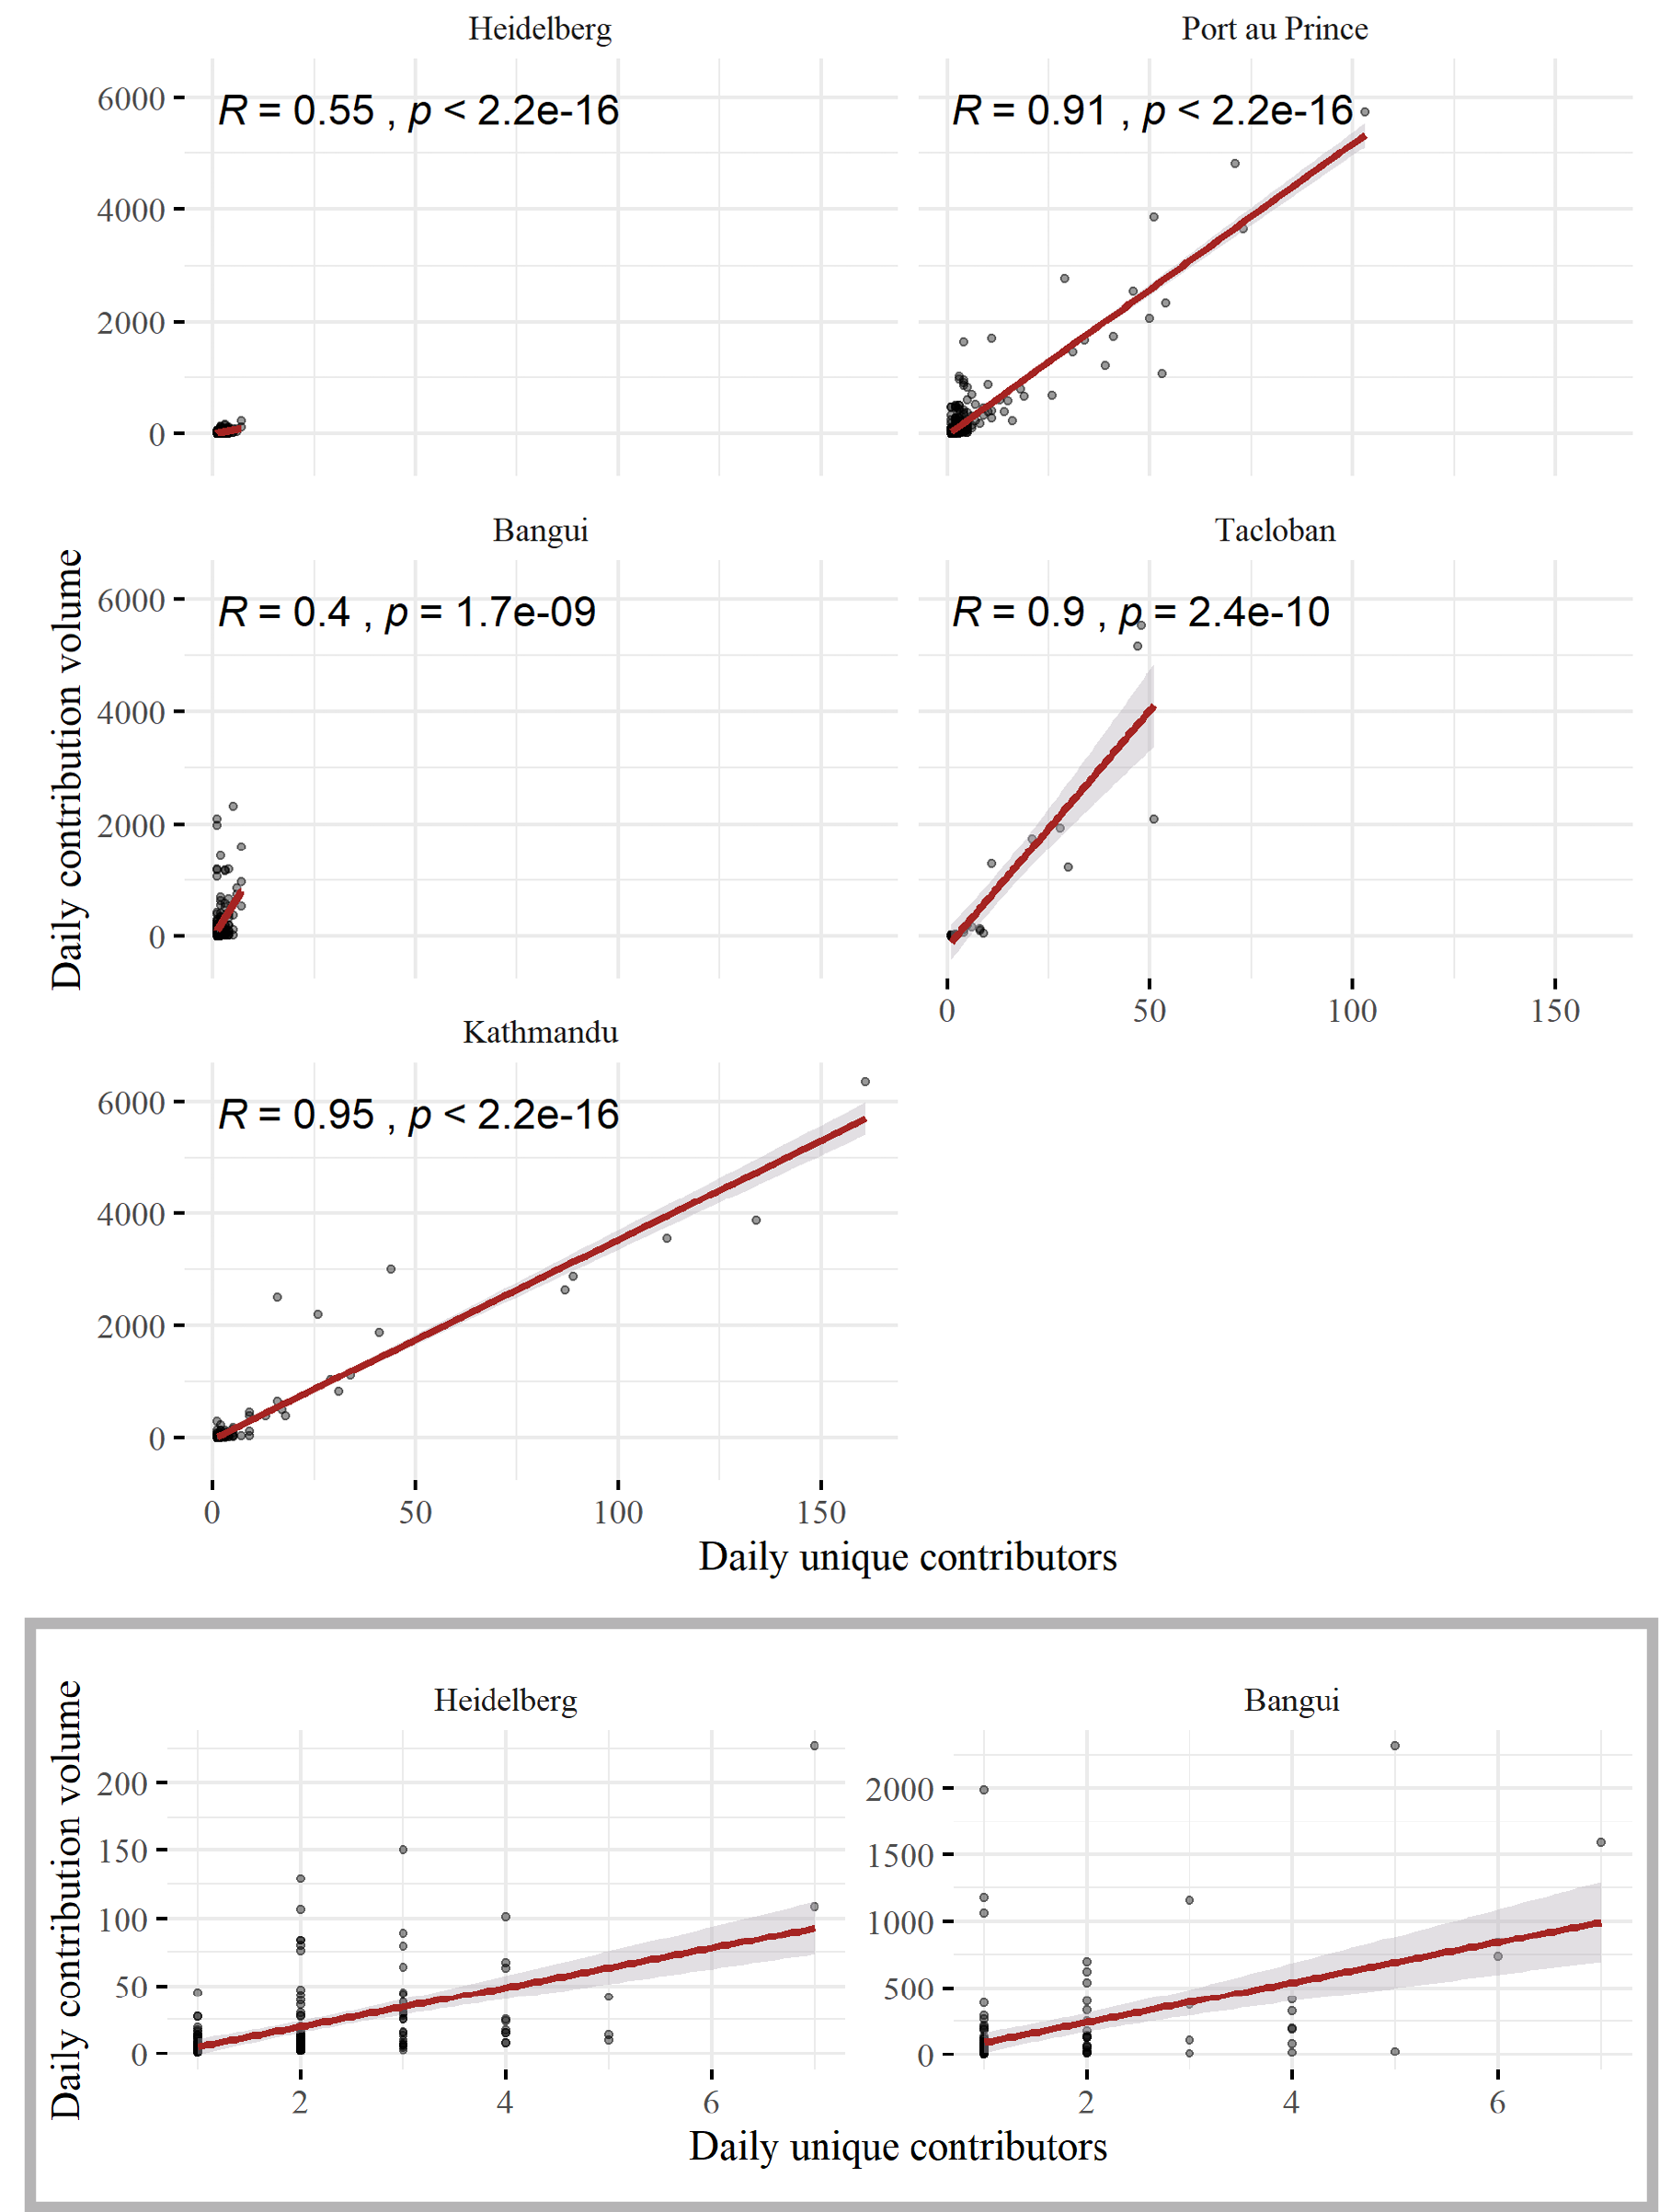 Heidelberg
Port au Prince
R = 0.55 , p < 2.2e-16
R = 0.91 , p < 2.2e-16
6000
4000
2000
0
Bangui
Tacloban
R = 0.4 , p = 1.7e-09
R = 0.9 , p = 2.4e-10
6000
4000
2000
0
0 50 100 150
Daily contribution volume
Kathmandu
R = 0.95 , p < 2.2e-16
6000
4000
2000
0
0 50 100 150
Daily unique contributors
Heidelberg
Bangui
Daily contribution volume
200
150
100
50
0
2 4 6
2000
1500
1000
500
0
2 4 6
Daily unique contributors